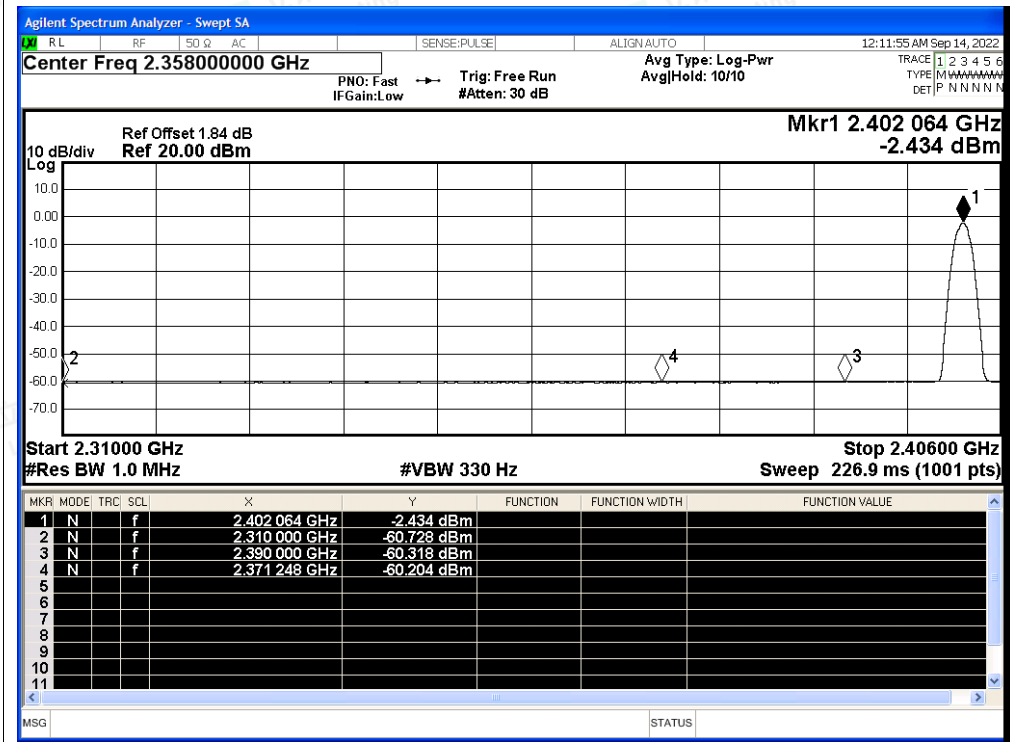 Agilent Spectrum Analyzer - Swept SA
LXI RL RF 50 Ω AC SENSE:PULSE ALIGNAUTO 12:11:55 AM Sep 14, 2022
Center Freq 2.358000000 GHz
PNO: Fast
IFGain:Low
Trig: Free Run
#Atten: 30 dB
Avg Type: Log-Pwr
Avg|Hold: 10/10
TRACE 1 2 3 4 5 6
TYPE M
DET P N N N N N
Mkr1 2.402 064 GHz
-2.434 dBm
Ref Offset 1.84 dB
10 dB/div Ref 20.00 dBm
Log
10.0
0.00
-10.0
-20.0
-30.0
-40.0
-50.0
-60.0
-70.0
1
2
4
3
Start 2.31000 GHz Stop 2.40600 GHz
#Res BW 1.0 MHz #VBW 330 Hz Sweep 226.9 ms (1001 pts)
MKR MODE TRC SCL X Y FUNCTION FUNCTION WIDTH FUNCTION VALUE
1 N f 2.402 064 GHz -2.434 dBm
2 N f 2.310 000 GHz -60.728 dBm
3 N f 2.390 000 GHz -60.318 dBm
4 N f 2.371 248 GHz -60.204 dBm
5
6
7
8
9
10
11
MSG STATUS